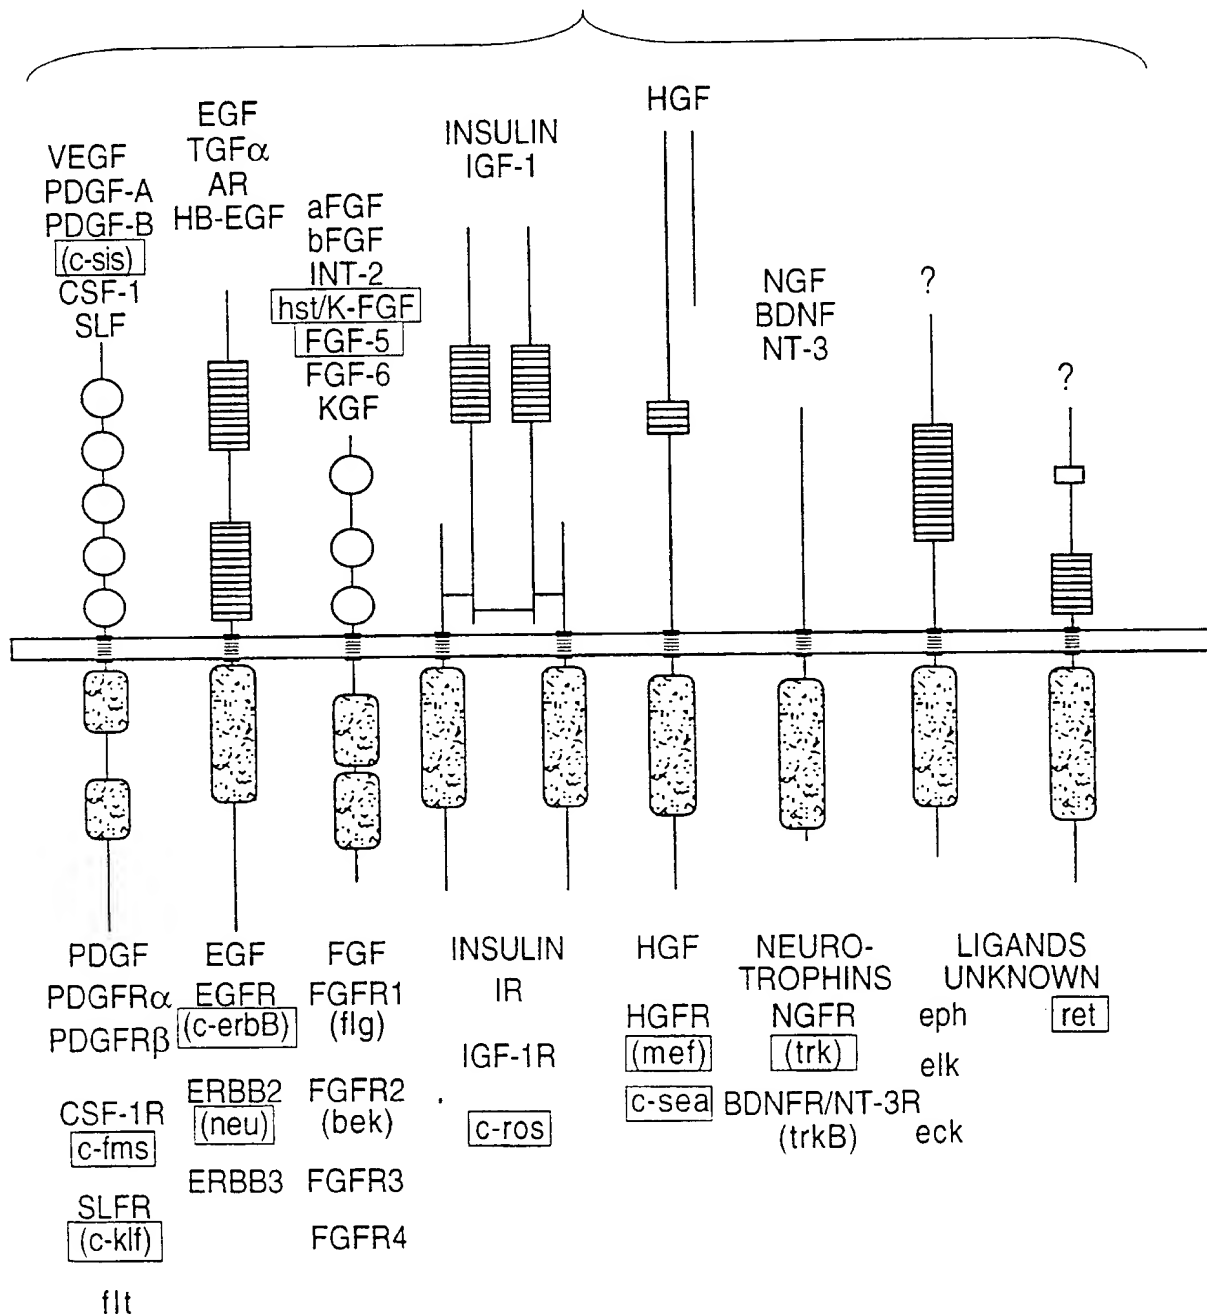 VEGF
PDGF-A
PDGF-B
(c-sis)
CSF-1
SLF
EGF
TGFα
AR
HB-EGF
aFGF
bFGF
INT-2
hst/K-FGF
FGF-5
FGF-6
KGF
INSULIN
IGF-1
HGF
NGF
BDNF
NT-3
?
?
PDGF
PDGFRα
PDGFRβ
CSF-1R
c-fms
SLFR
(c-klf)
flt
EGF
EGFR
(c-erbB)
ERBB2
(neu)
ERBB3
FGF
FGFR1
(flg)
FGFR2
(bek)
FGFR3
FGFR4
INSULIN
IR
IGF-1R
c-ros
HGF
HGFR
(mef)
c-sea
NEURO-
TROPHINS
NGFR
(trk)
BDNFR/NT-3R
(trkB)
LIGANDS
UNKNOWN
eph
elk
eck
ret